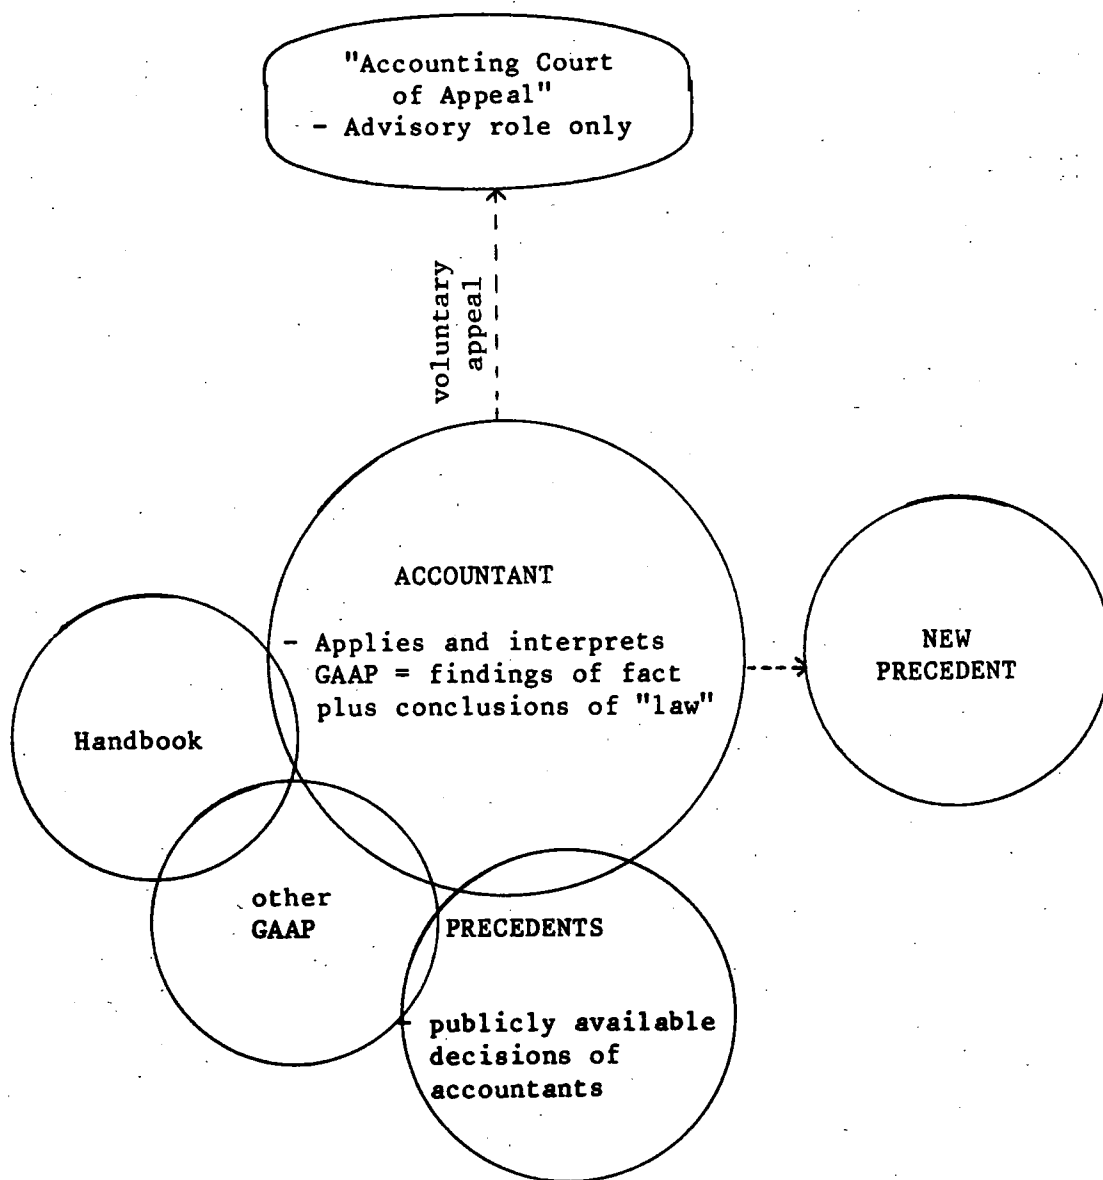 "Accounting Court
of Appeal"
- Advisory role only
voluntary
appeal
ACCOUNTANT
- Applies and interprets
GAAP = findings of fact
plus conclusions of "law"
NEW
PRECEDENT
Handbook
other
GAAP
PRECEDENTS
- publicly available
decisions of
accountants